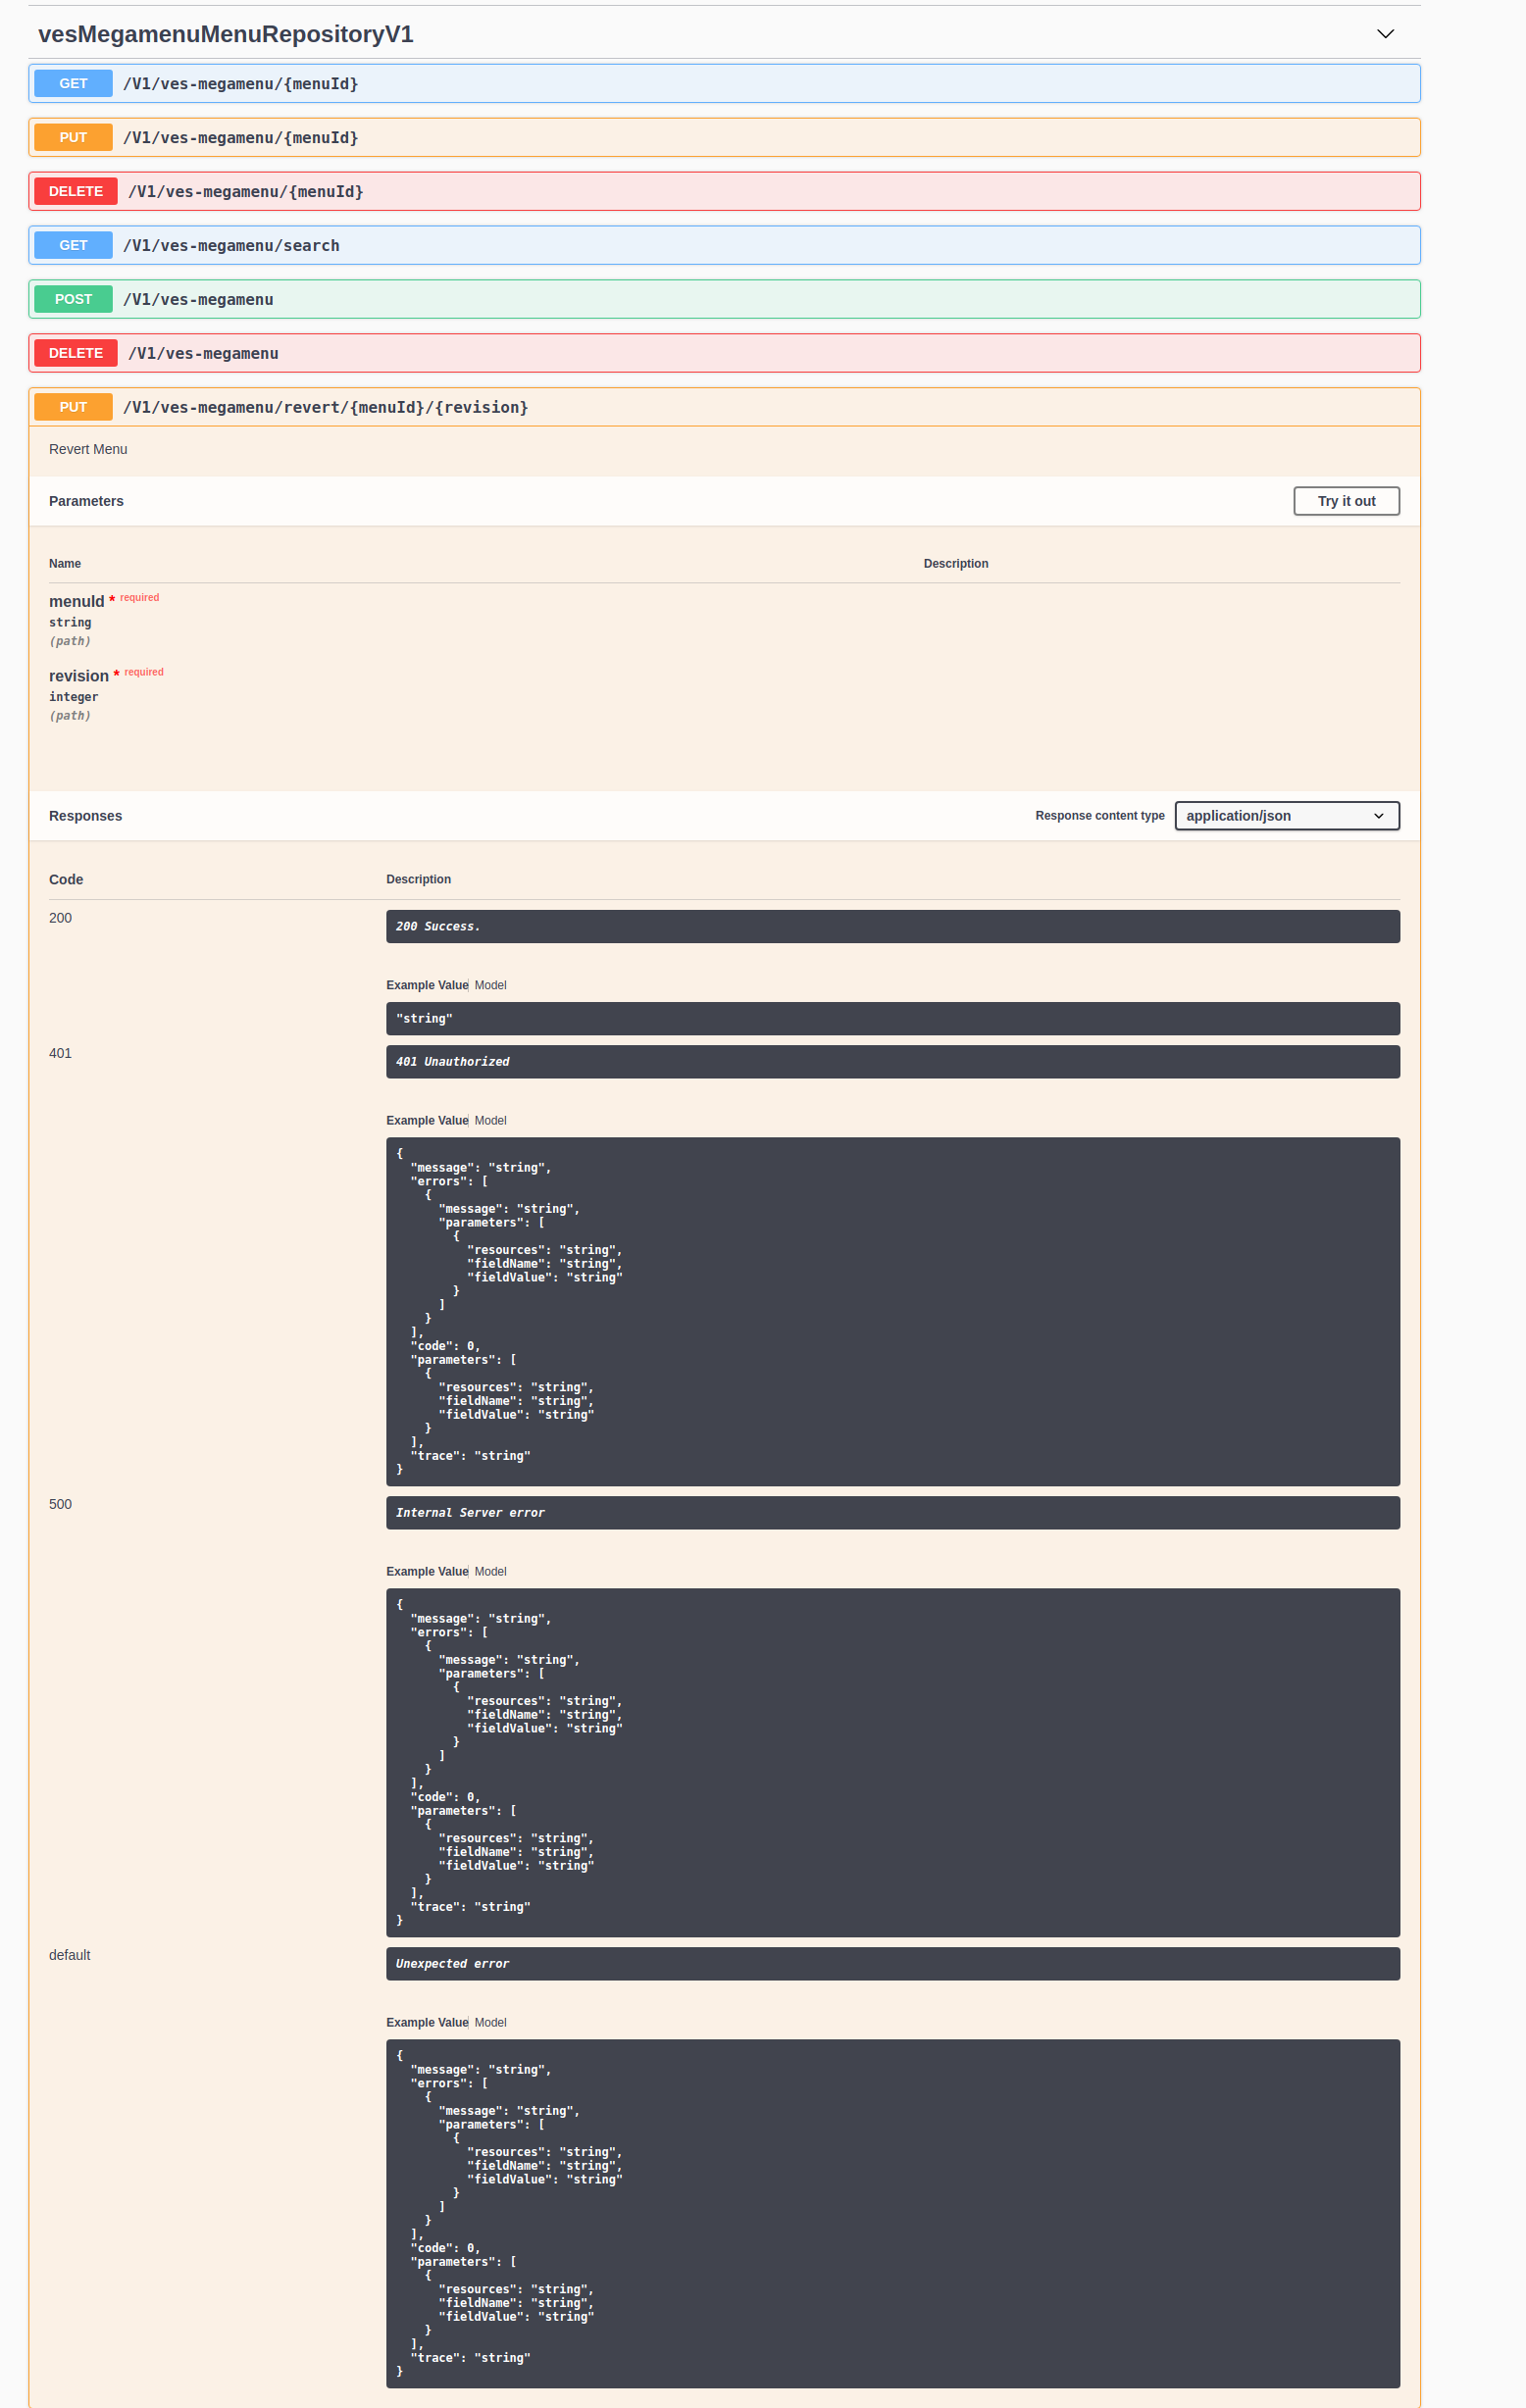 vesMegamenuMenuRepositoryV1
GET /V1/ves-megamenu/{menuId}
PUT /V1/ves-megamenu/{menuId}
DELETE /V1/ves-megamenu/{menuId}
GET /V1/ves-megamenu/search
POST /V1/ves-megamenu
DELETE /V1/ves-megamenu
PUT /V1/ves-megamenu/revert/{menuId}/{revision}
Revert Menu
Parameters Try it out
Name Description
menuId * required
string
(path)
revision * required
integer
(path)
Responses Response content type application/json
Code Description
200 200 Success.
Example Value Model
"string"
401 401 Unauthorized
Example Value Model
{
  "message": "string",
  "errors": [
    {
      "message": "string",
      "parameters": [
        {
          "resources": "string",
          "fieldName": "string",
          "fieldValue": "string"
        }
      ]
    }
  ],
  "code": 0,
  "parameters": [
    {
      "resources": "string",
      "fieldName": "string",
      "fieldValue": "string"
    }
  ],
  "trace": "string"
}
500 Internal Server error
Example Value Model
{
  "message": "string",
  "errors": [
    {
      "message": "string",
      "parameters": [
        {
          "resources": "string",
          "fieldName": "string",
          "fieldValue": "string"
        }
      ]
    }
  ],
  "code": 0,
  "parameters": [
    {
      "resources": "string",
      "fieldName": "string",
      "fieldValue": "string"
    }
  ],
  "trace": "string"
}
default Unexpected error
Example Value Model
{
  "message": "string",
  "errors": [
    {
      "message": "string",
      "parameters": [
        {
          "resources": "string",
          "fieldName": "string",
          "fieldValue": "string"
        }
      ]
    }
  ],
  "code": 0,
  "parameters": [
    {
      "resources": "string",
      "fieldName": "string",
      "fieldValue": "string"
    }
  ],
  "trace": "string"
}